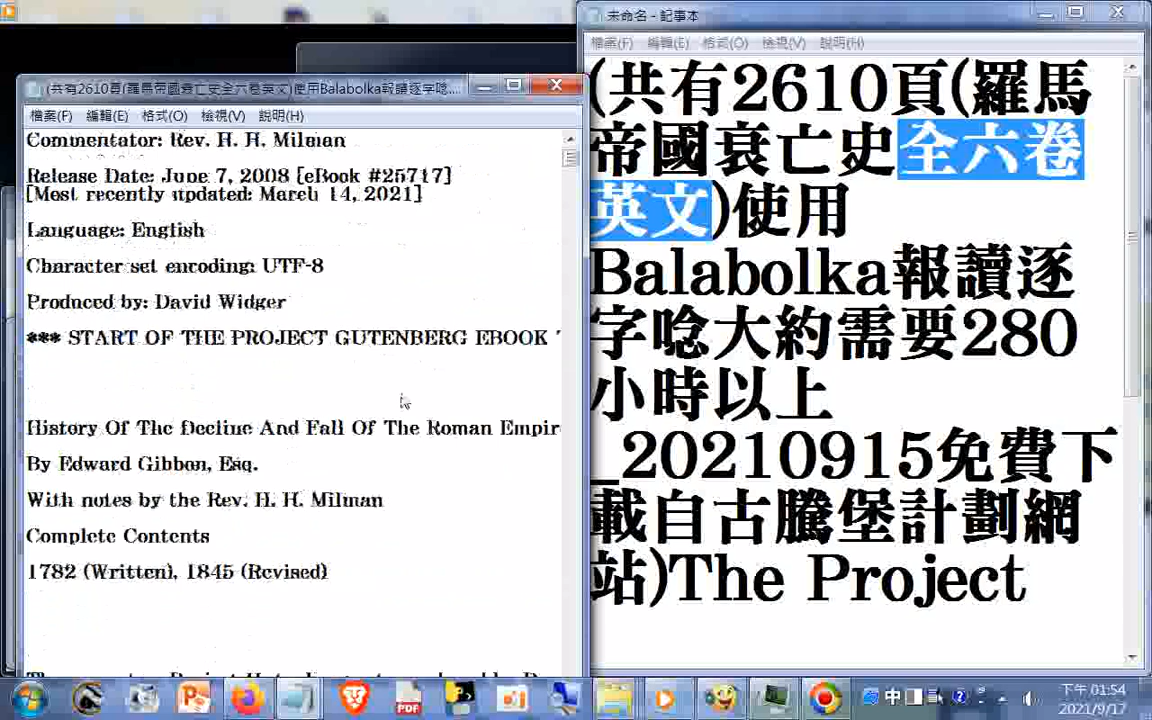 (共有2610頁(羅馬帝國衰亡史全六卷英文)使用Balabolka報讀逐字唸...
檔案(F) 編輯(E) 格式(O) 檢視(V) 說明(H)
Commentator: Rev. H. H. Milman
Release Date: June 7, 2008 [eBook #25717]
[Most recently updated: March 14, 2021]
Language: English
Character set encoding: UTF-8
Produced by: David Widger
*** START OF THE PROJECT GUTENBERG EBOOK
History Of The Decline And Fall Of The Roman Empir
By Edward Gibbon, Esq.
With notes by the Rev. H. H. Milman
Complete Contents
1782 (Written), 1845 (Revised)
未命名 - 記事本
檔案(F) 編輯(E) 格式(O) 檢視(V) 說明(H)
(共有2610頁(羅馬
帝國衰亡史全六卷
英文)使用
Balabolka報讀逐
字唸大約需要280
小時以上
_20210915免費下
載自古騰堡計劃網
站)The Project
中
下午 01:54
2021/9/17